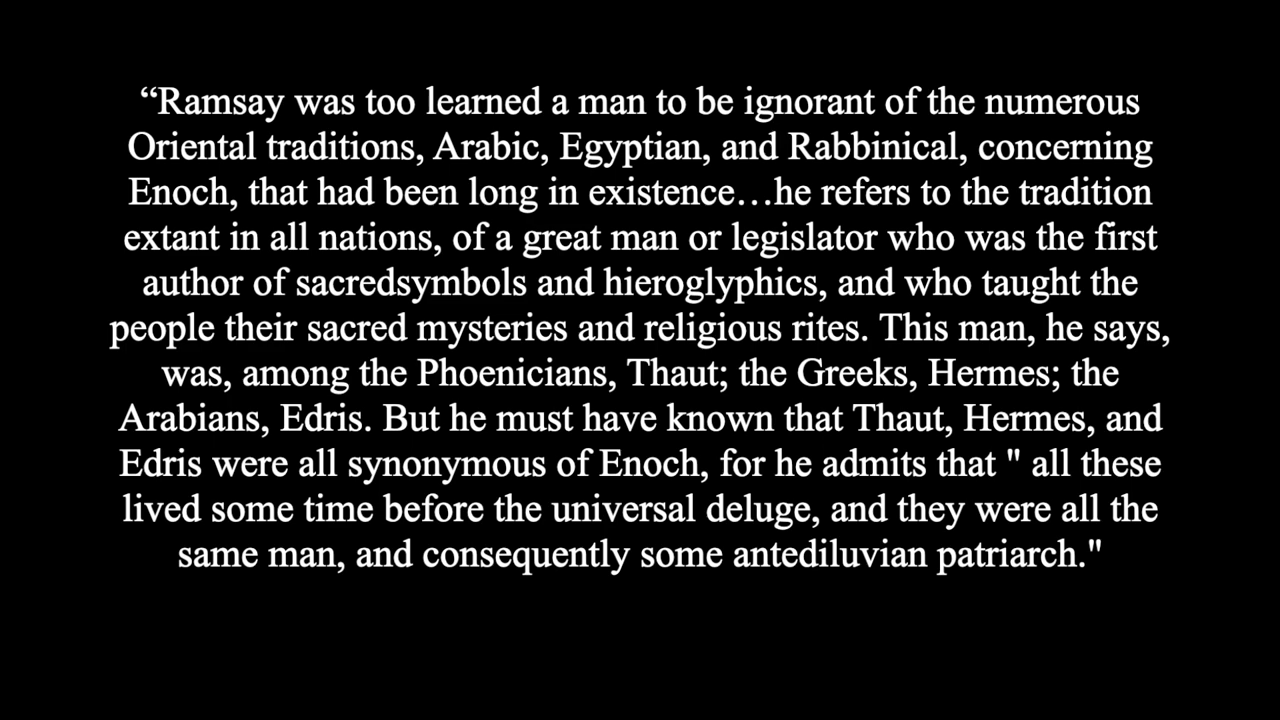 “Ramsay was too learned a man to be ignorant of the numerous
Oriental traditions, Arabic, Egyptian, and Rabbinical, concerning
Enoch, that had been long in existence…he refers to the tradition
extant in all nations, of a great man or legislator who was the first
author of sacredsymbols and hieroglyphics, and who taught the
people their sacred mysteries and religious rites. This man, he says,
was, among the Phoenicians, Thaut; the Greeks, Hermes; the
Arabians, Edris. But he must have known that Thaut, Hermes, and
Edris were all synonymous of Enoch, for he admits that " all these
lived some time before the universal deluge, and they were all the
same man, and consequently some antediluvian patriarch."